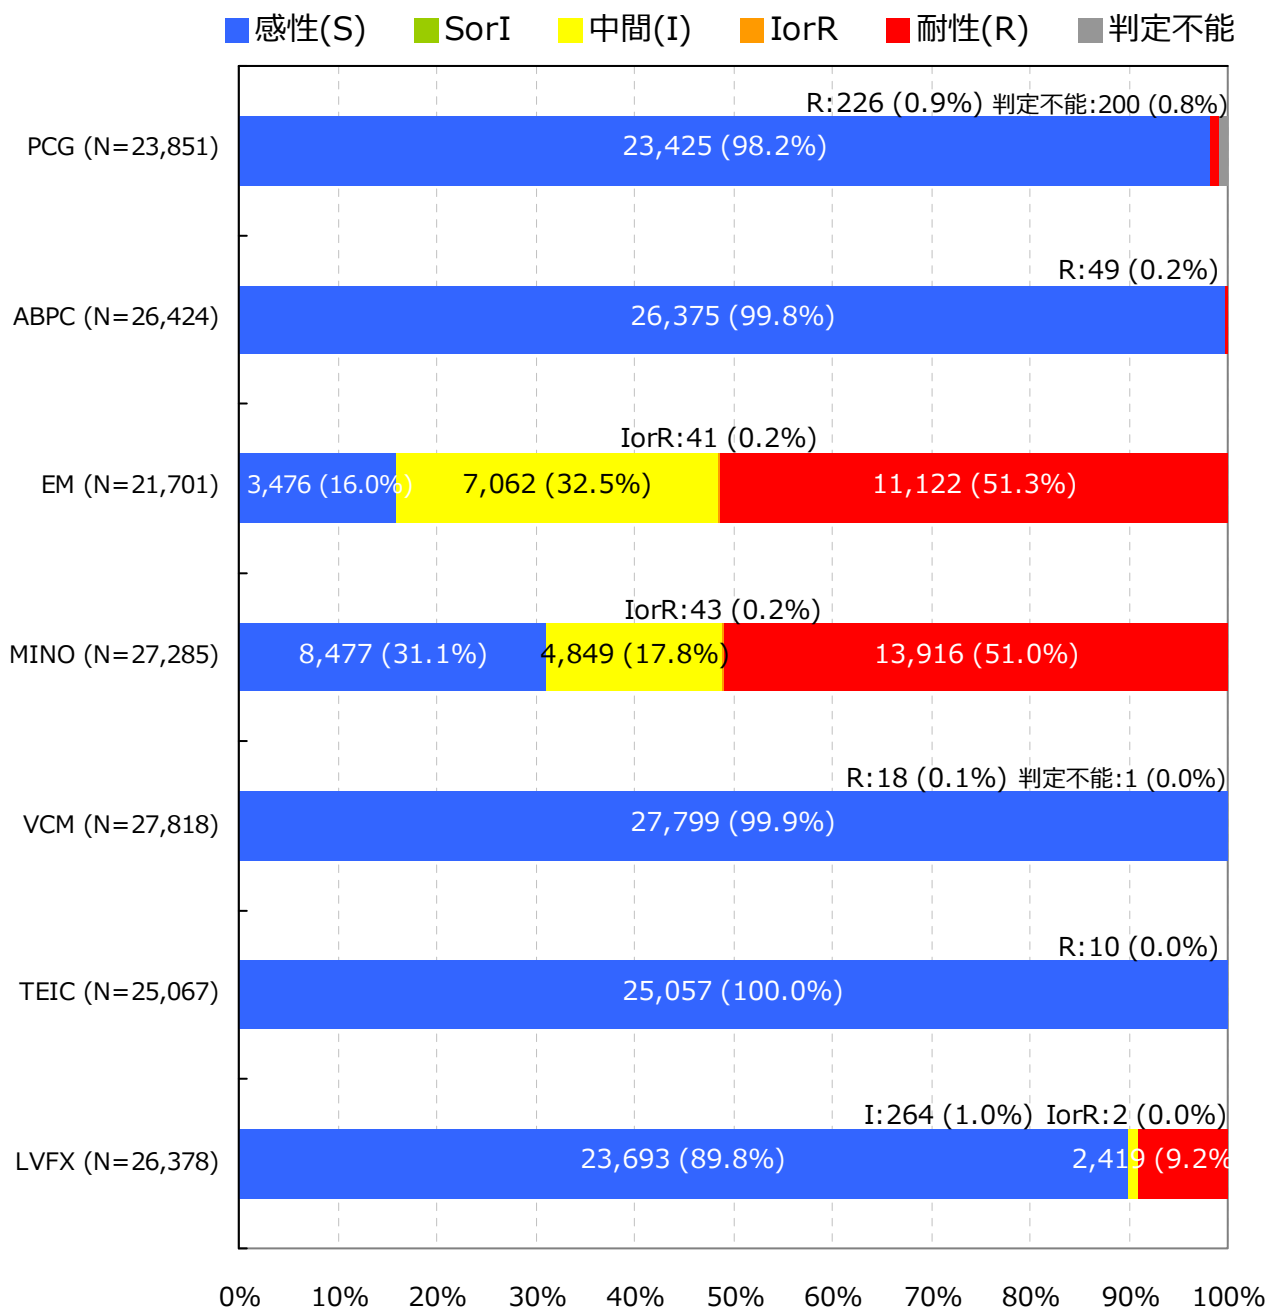 感性(S) SorI 中間(I) IorR 耐性(R) 判定不能
R:226 (0.9%) 判定不能:200 (0.8%)
PCG (N=23,851) 23,425 (98.2%)
R:49 (0.2%)
ABPC (N=26,424) 26,375 (99.8%)
IorR:41 (0.2%)
EM (N=21,701) 3,476 (16.0%) 7,062 (32.5%) 11,122 (51.3%)
IorR:43 (0.2%)
MINO (N=27,285) 8,477 (31.1%) 4,849 (17.8%) 13,916 (51.0%)
R:18 (0.1%) 判定不能:1 (0.0%)
VCM (N=27,818) 27,799 (99.9%)
R:10 (0.0%)
TEIC (N=25,067) 25,057 (100.0%)
I:264 (1.0%) IorR:2 (0.0%)
LVFX (N=26,378) 23,693 (89.8%) 2,419 (9.2%
0% 10% 20% 30% 40% 50% 60% 70% 80% 90% 100%